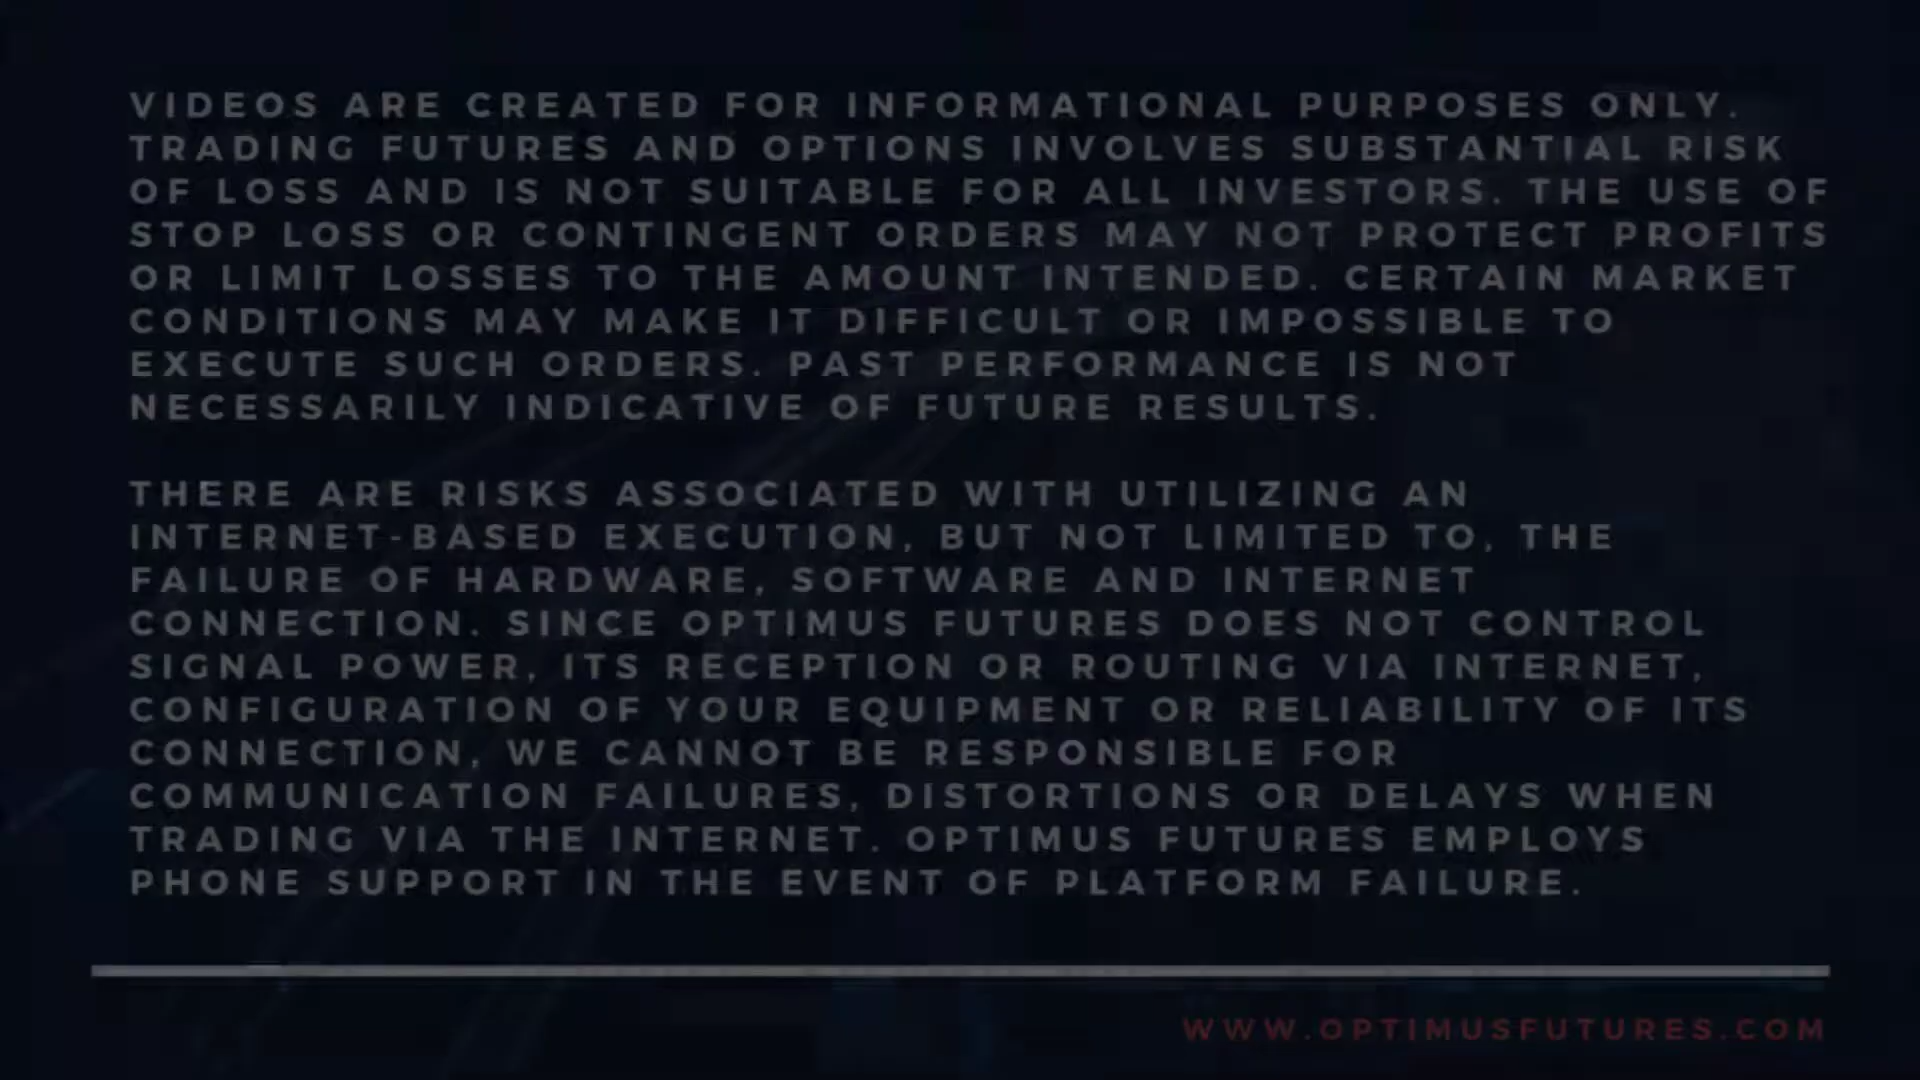 VIDEOS ARE CREATED FOR INFORMATIONAL PURPOSES ONLY.
TRADING FUTURES AND OPTIONS INVOLVES SUBSTANTIAL RISK
OF LOSS AND IS NOT SUITABLE FOR ALL INVESTORS. THE USE OF
STOP LOSS OR CONTINGENT ORDERS MAY NOT PROTECT PROFITS
OR LIMIT LOSSES TO THE AMOUNT INTENDED. CERTAIN MARKET
CONDITIONS MAY MAKE IT DIFFICULT OR IMPOSSIBLE TO
EXECUTE SUCH ORDERS. PAST PERFORMANCE IS NOT
NECESSARILY INDICATIVE OF FUTURE RESULTS.
THERE ARE RISKS ASSOCIATED WITH UTILIZING AN
INTERNET-BASED EXECUTION, BUT NOT LIMITED TO, THE
FAILURE OF HARDWARE, SOFTWARE AND INTERNET
CONNECTION. SINCE OPTIMUS FUTURES DOES NOT CONTROL
SIGNAL POWER, ITS RECEPTION OR ROUTING VIA INTERNET,
CONFIGURATION OF YOUR EQUIPMENT OR RELIABILITY OF ITS
CONNECTION, WE CANNOT BE RESPONSIBLE FOR
COMMUNICATION FAILURES, DISTORTIONS OR DELAYS WHEN
TRADING VIA THE INTERNET. OPTIMUS FUTURES EMPLOYS
PHONE SUPPORT IN THE EVENT OF PLATFORM FAILURE.
WWW.OPTIMUSFUTURES.COM